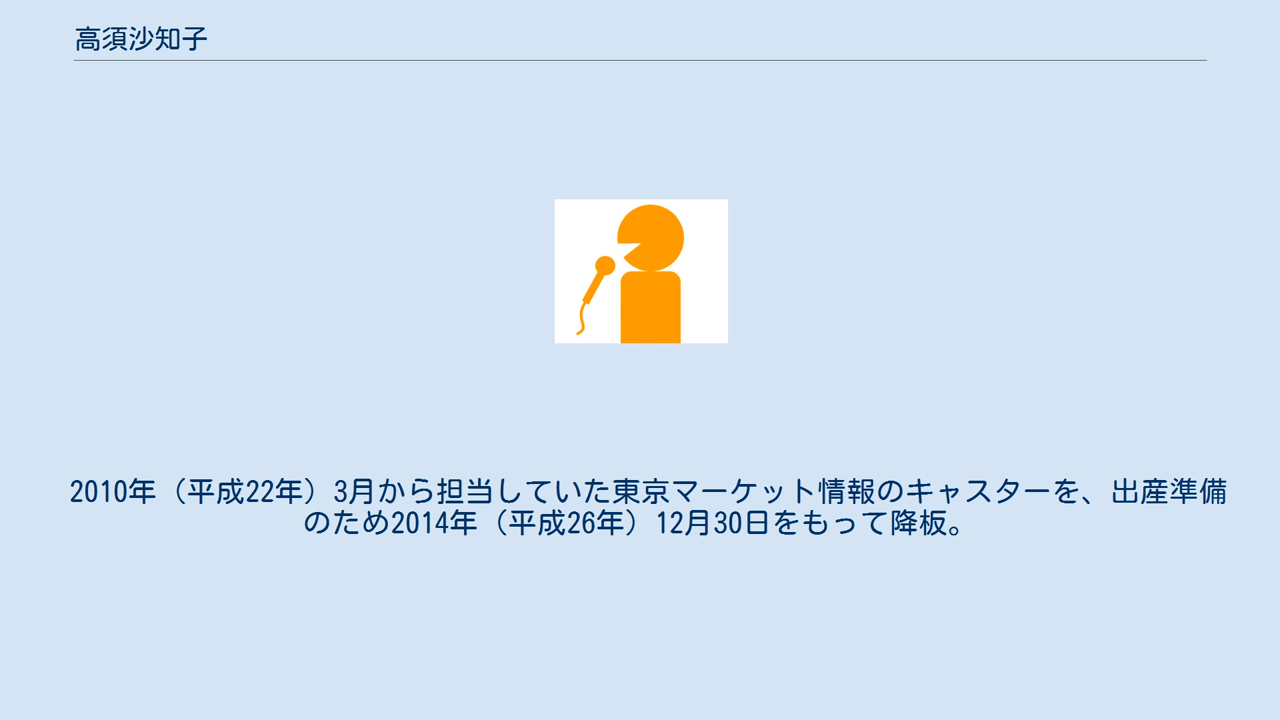 高須沙知子
2010年（平成22年）3月から担当していた東京マーケット情報のキャスターを、出産準備
のため2014年（平成26年）12月30日をもって降板。